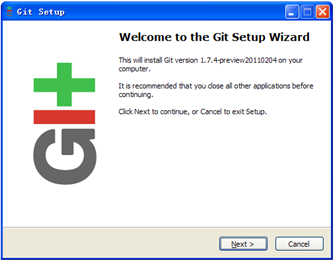 Git Setup
Welcome to the Git Setup Wizard
This will install Git version 1.7.4-preview20110204 on your
computer.
It is recommended that you close all other applications before
continuing.
Click Next to continue, or Cancel to exit Setup.
Git
Next >
Cancel